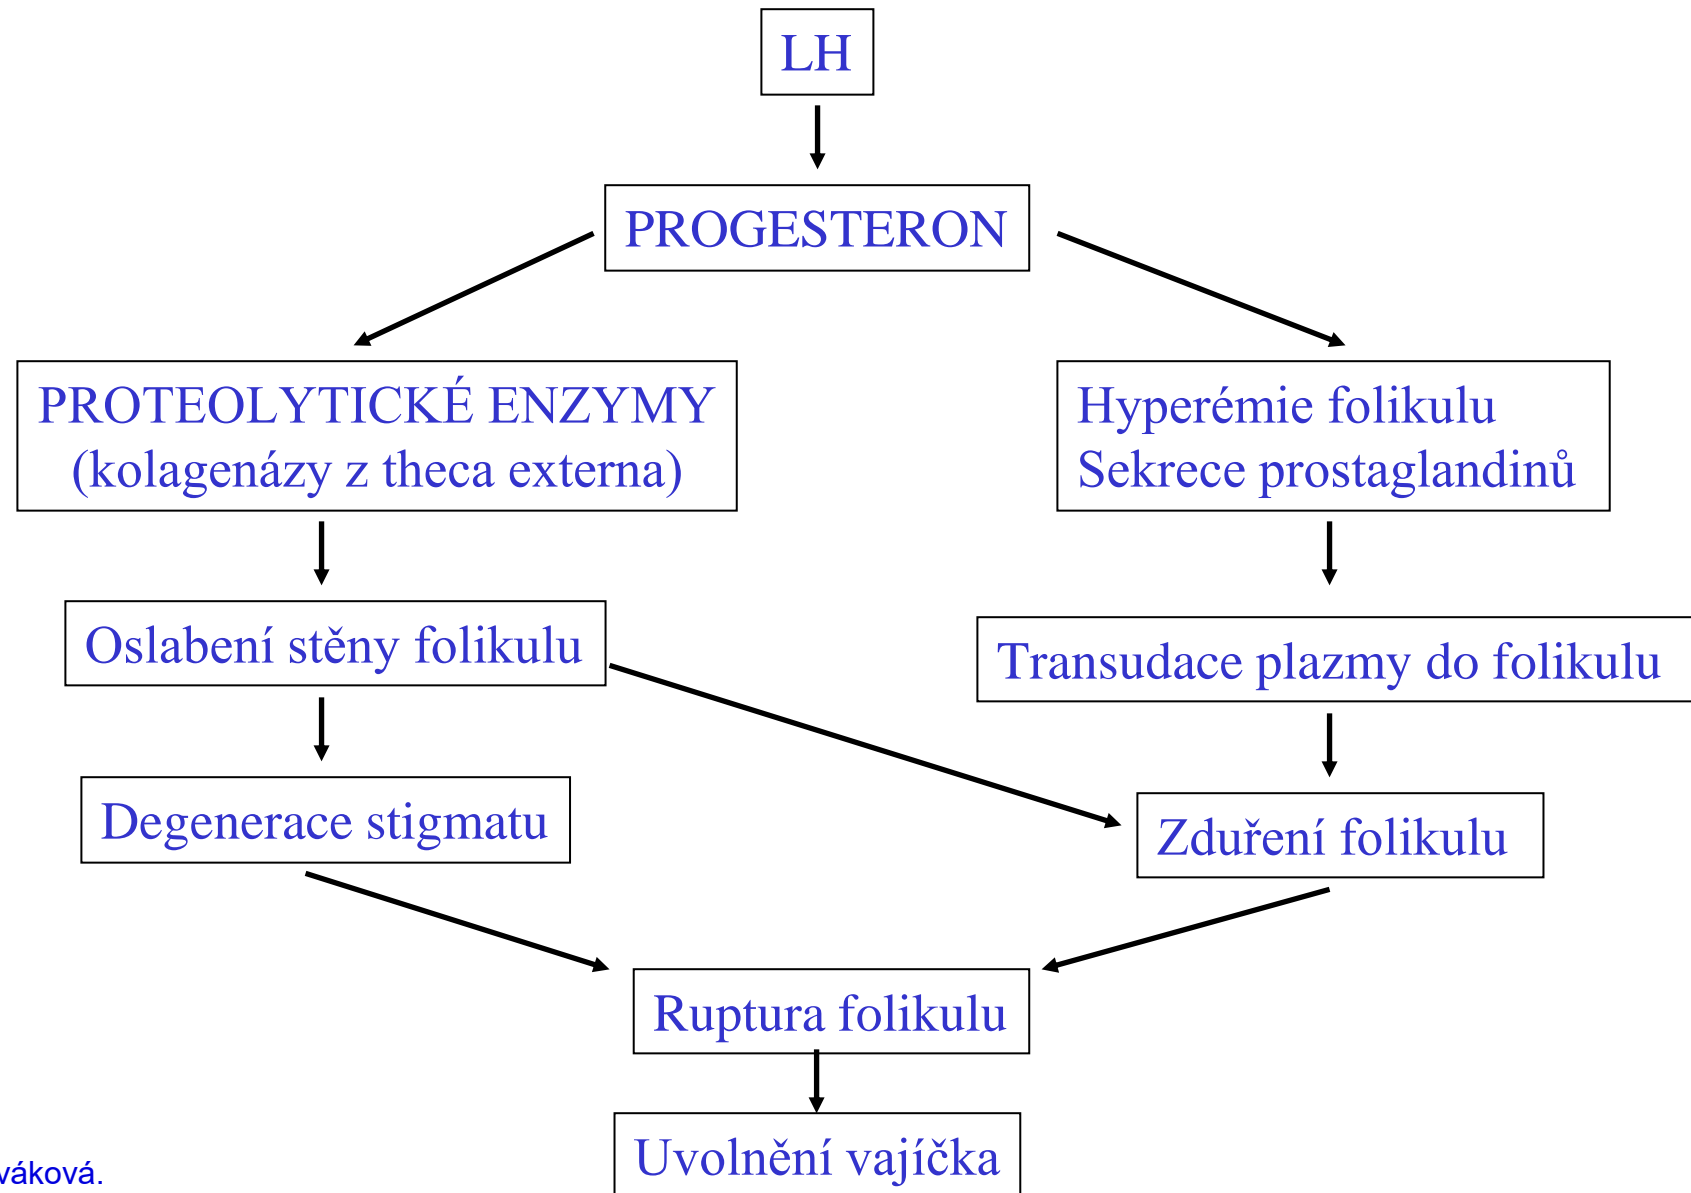 LH
PROGESTERON
PROTEOLYTICKÉ ENZYMY
(kolagenázy z theca externa)
Hyperémie folikulu
Sekrece prostaglandinů
Oslabení stěny folikulu
Transudace plazmy do folikulu
Degenerace stigmatu
Zduření folikulu
Ruptura folikulu
Uvolnění vajíčka
váková.